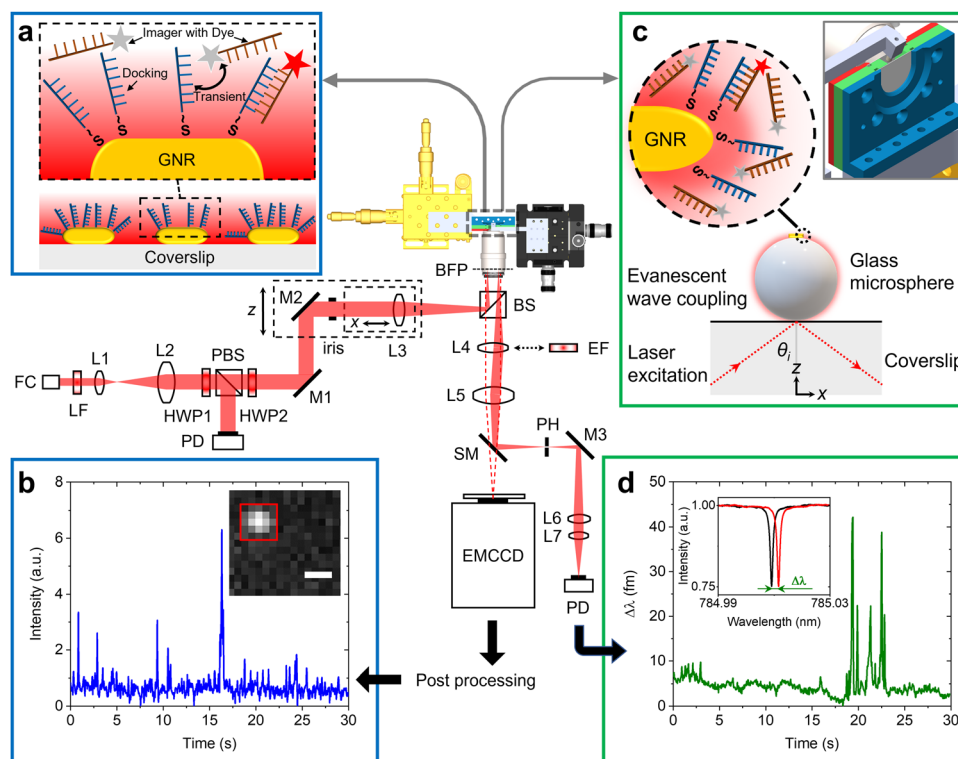 a
Imager with Dye
Docking
Transient
S
S
S
S
GNR
Coverslip
c
S
S
S
GNR
Evanescent
wave coupling
Glass
microsphere
Laser
excitation
θi
z
x
Coverslip
BFP
BS
M2
z
x
iris
L3
L4
EF
L1
L2
PBS
M1
FC
LF
HWP1
HWP2
PD
L5
PH
M3
SM
L6
L7
EMCCD
PD
Post processing
b
8
6
4
2
0
Intensity (a.u.)
0
5
10
15
20
25
30
Time (s)
d
50
40
30
20
10
0
Δλ (fm)
1.00
0.75
Intensity (a.u.)
Δλ
784.99
785.03
Wavelength (nm)
0
5
10
15
20
25
30
Time (s)